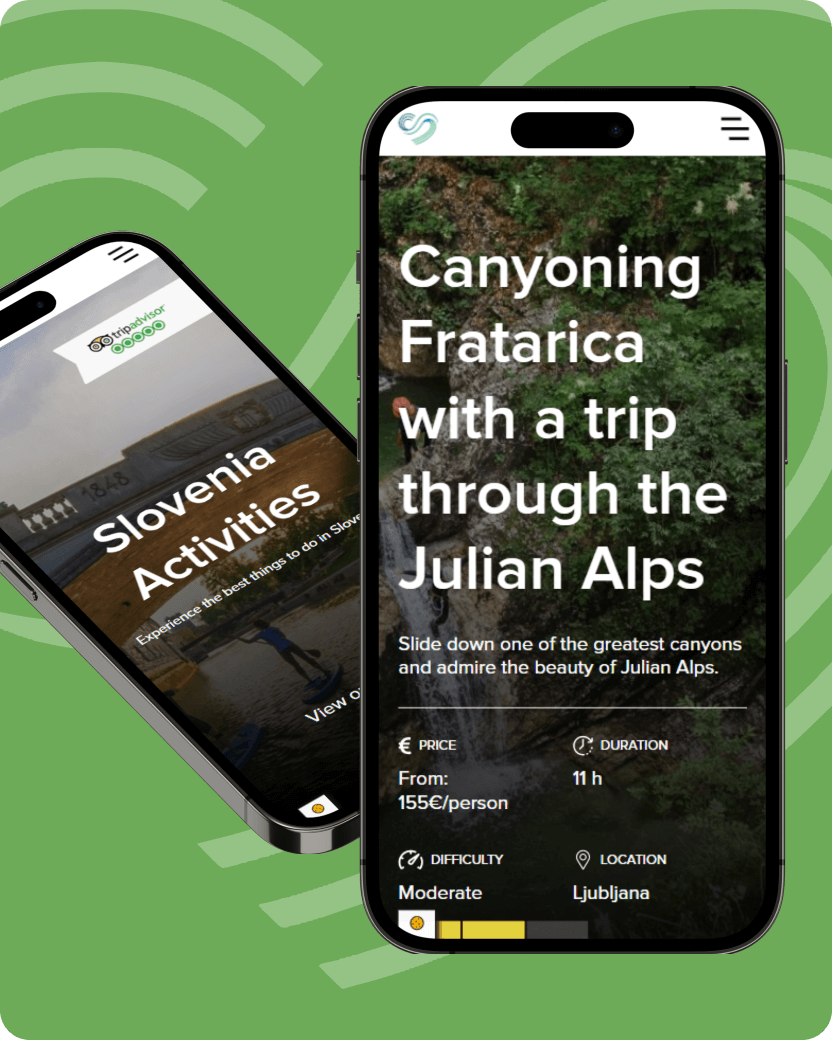 tripadvisor
1848
Slovenia
Activities
Experience the best things to do in
View
Canyoning
Fratarica
with a trip
through the
Julian Alps
Slide down one of the greatest canyons
and admire the beauty of Julian Alps.
€ PRICE
From:
155€/person
DURATION
11 h
DIFFICULTY
Moderate
LOCATION
Ljubljana